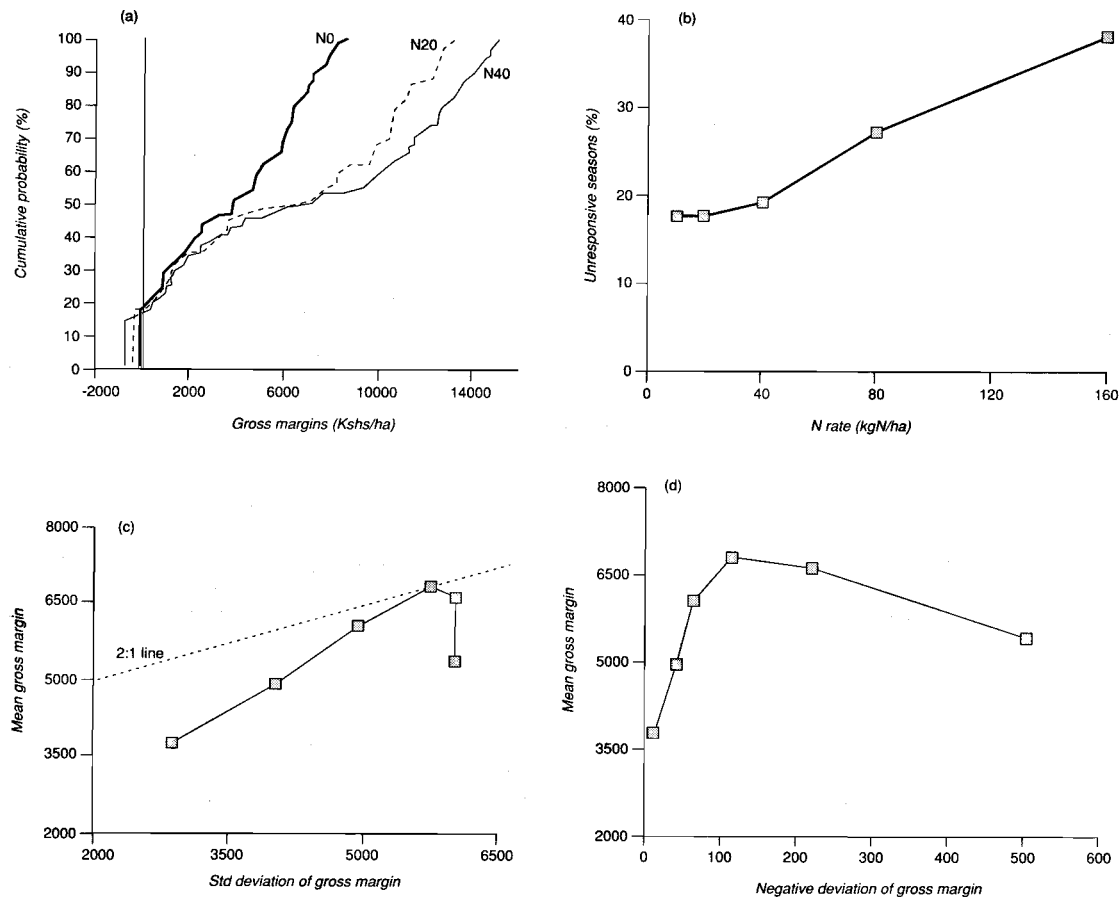 (a)
Cumulative probability (%)
100
90
80
70
60
50
40
30
20
10
0
N0
N20
N40
-2000
2000
6000
10000
14000
Gross margins (Kshs/ha)
(b)
Unresponsive seasons (%)
40
30
20
10
0
0
40
80
120
160
N rate (kgN/ha)
(c)
Mean gross margin
8000
6500
5000
3500
2000
2:1 line
2000
3500
5000
6500
Std deviation of gross margin
(d)
Mean gross margin
8000
6500
5000
3500
2000
0
100
200
300
400
500
600
Negative deviation of gross margin